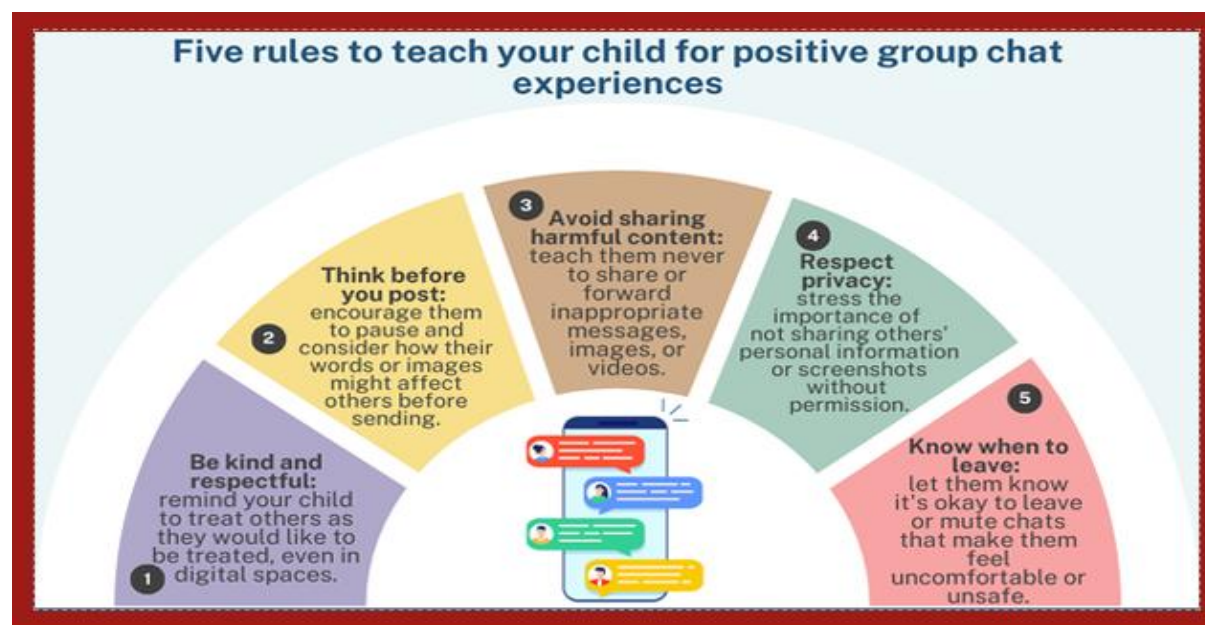 Five rules to teach your child for positive group chat
experiences
1
Be kind and
respectful:
remind your child
to treat others as
they would like to
be treated, even in
digital spaces.
2
Think before
you post:
encourage them
to pause and
consider how their
words or images
might affect
others before
sending.
3
Avoid sharing
harmful content:
teach them never
to share or
forward
inappropriate
messages,
images, or
videos.
4
Respect
privacy:
stress the
importance of
not sharing others'
personal information
or screenshots
without
permission.
5
Know when to
leave:
let them know
it's okay to leave
or mute chats
that make them
feel
uncomfortable or
unsafe.